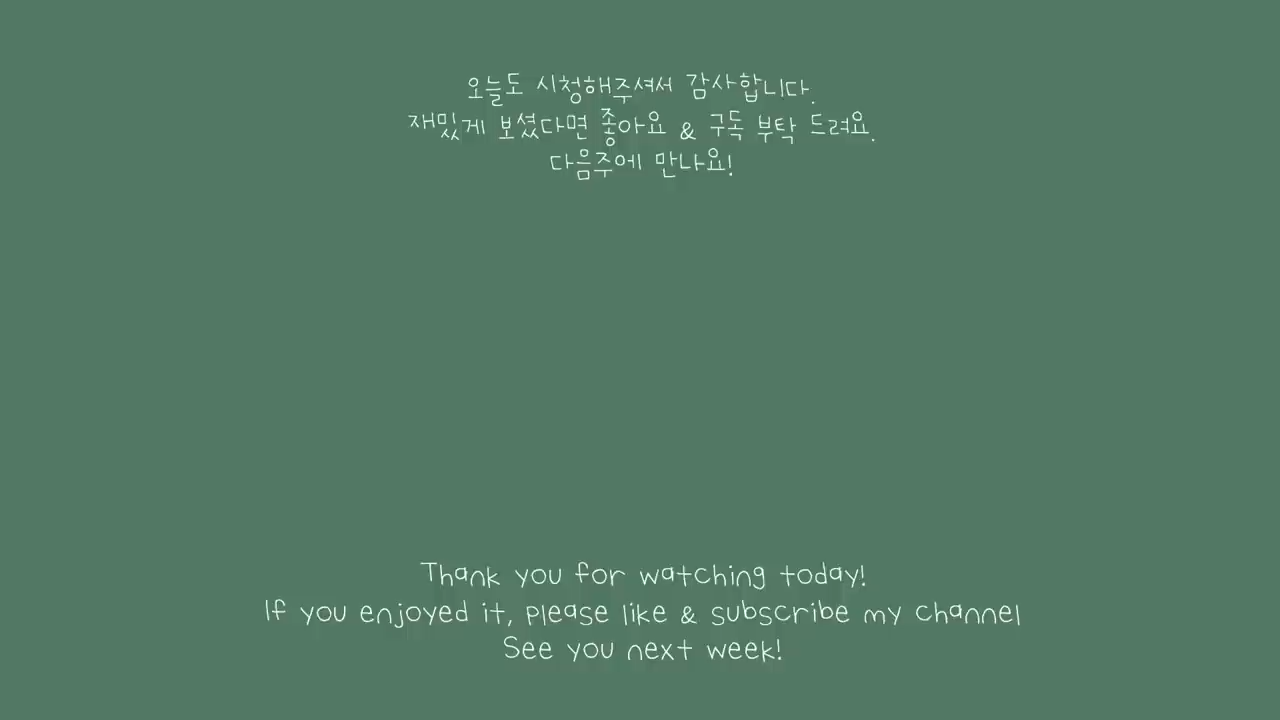 오늘도 시청해주셔서 감사합니다.
재밌게 보셨다면 좋아요 & 구독 부탁 드려요.
다음주에 만나요!
Thank you for watching today!
If you enjoyed it, please like & subscribe my channel
See you next week!